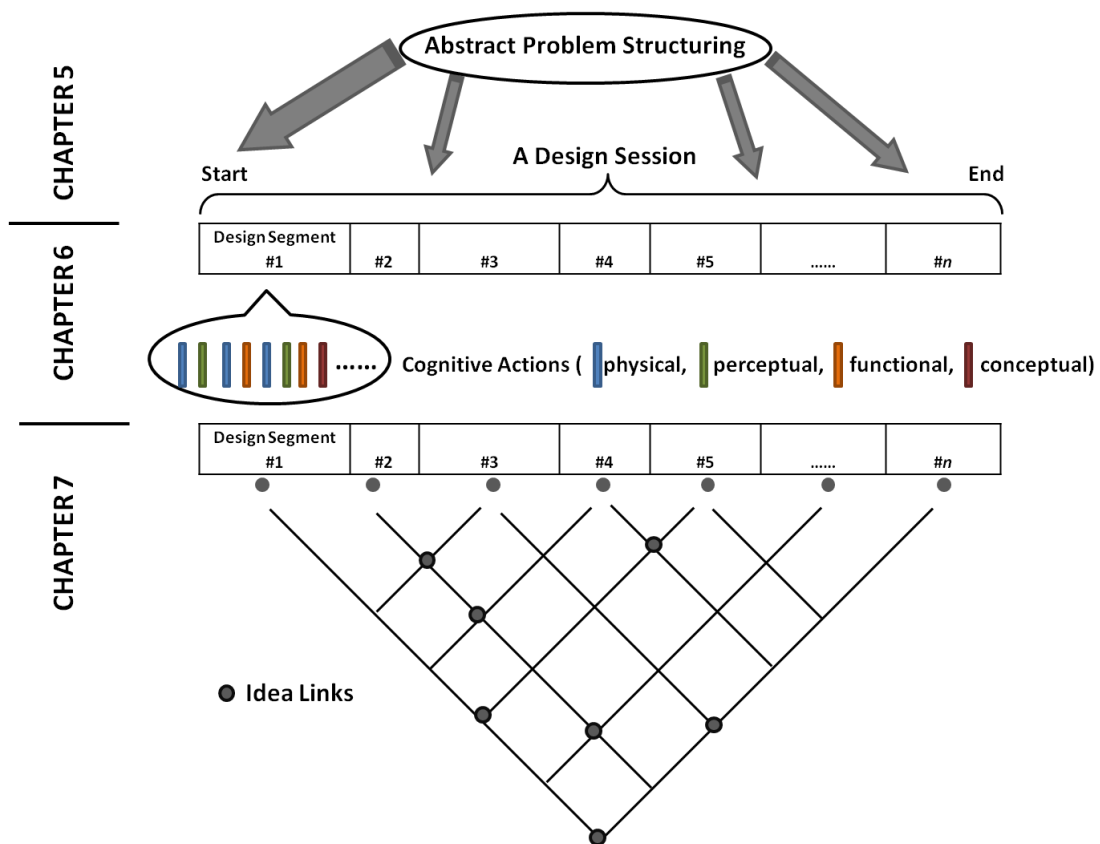 Abstract Problem Structuring
CHAPTER 5
A Design Session
Start
End
Design Segment
#1
#2
#3
#4
#5
......
#n
CHAPTER 6
......
Cognitive Actions ( physical, perceptual, functional, conceptual)
Design Segment
#1
#2
#3
#4
#5
......
#n
CHAPTER 7
Idea Links